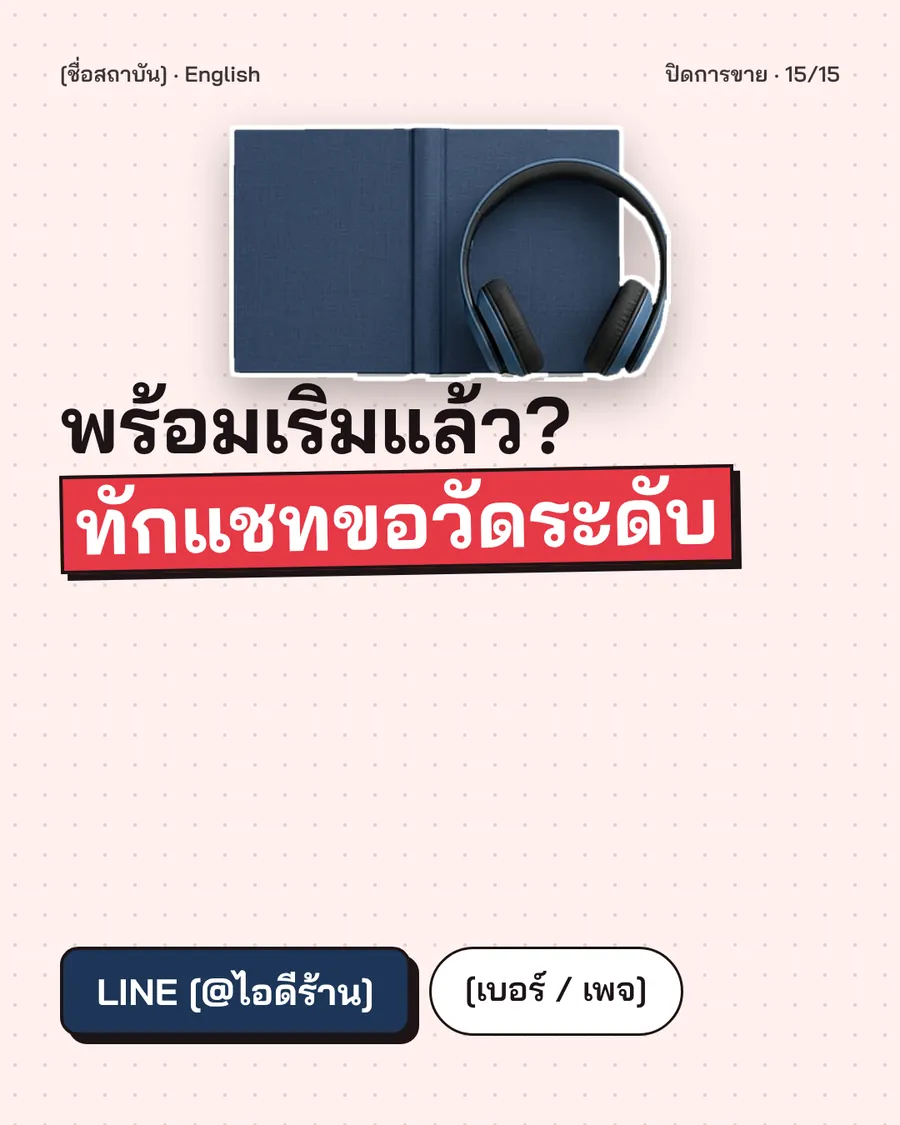 (ชื่อสถาบัน) · English
ปิดการขาย · 15/15
พร้อมเริ่มแล้ว?
ทักแชทขอวัดระดับ
LINE (@ไอดีร้าน)
(เบอร์ / เพจ)